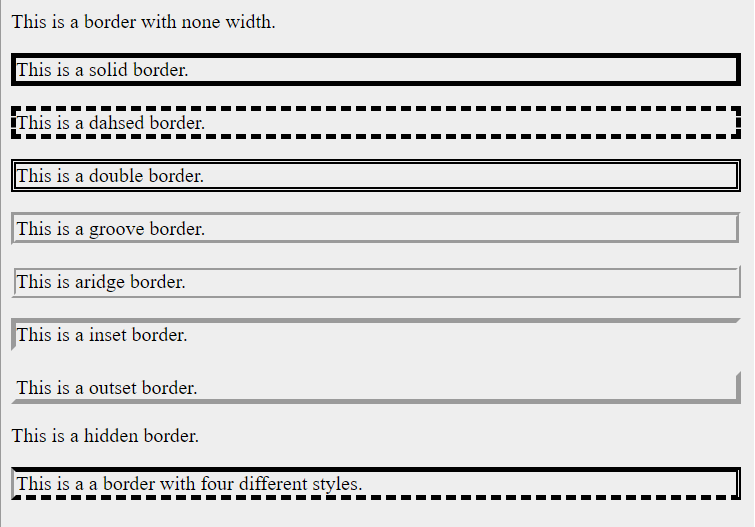 This is a border with none width.
This is a solid border.
This is a dahsed border.
This is a double border.
This is a groove border.
This is aridge border.
This is a inset border.
This is a outset border.
This is a hidden border.
This is a a border with four different styles.